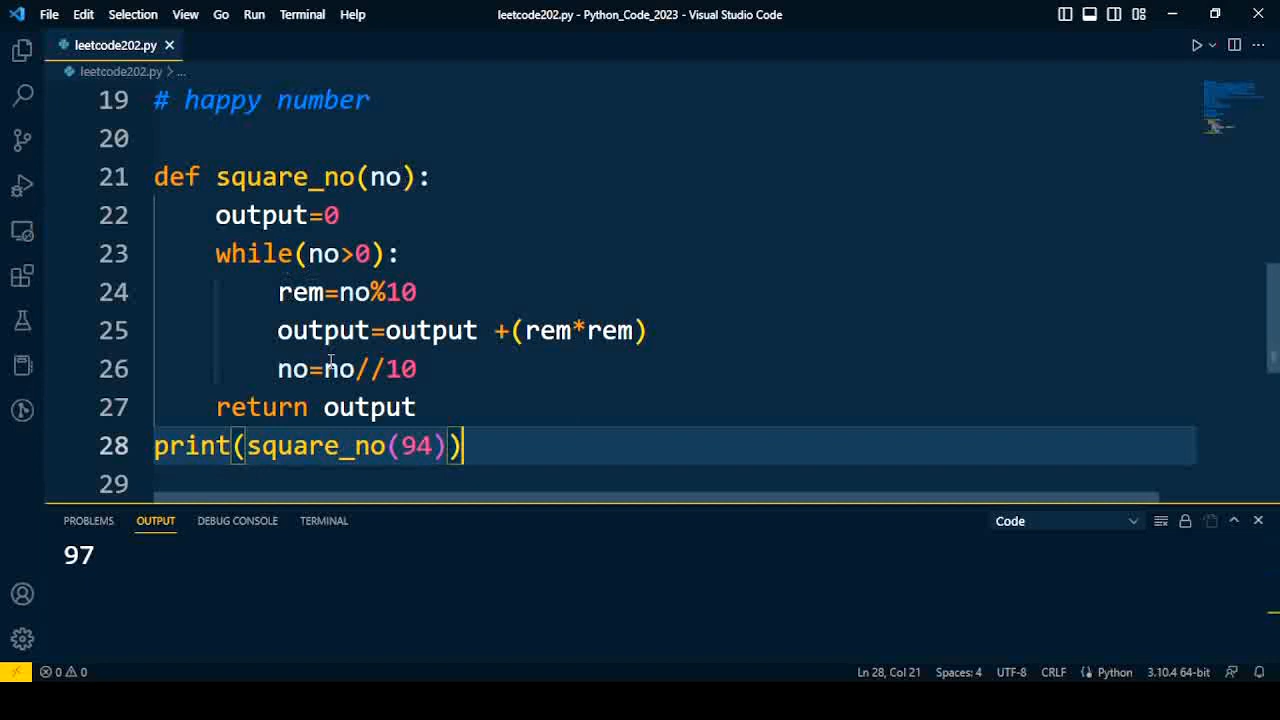 File Edit Selection View Go Run Terminal Help leetcode202.py - Python_Code_2023 - Visual Studio Code
leetcode202.py
leetcode202.py > ...
19 # happy number
20
21 def square_no(no):
22     output=0
23     while(no>0):
24         rem=no%10
25         output=output +(rem*rem)
26         no=no//10
27     return output
28 print(square_no(94))
29
PROBLEMS OUTPUT DEBUG CONSOLE TERMINAL Code
97
0 0 Ln 28, Col 21 Spaces: 4 UTF-8 CRLF Python 3.10.4 64-bit